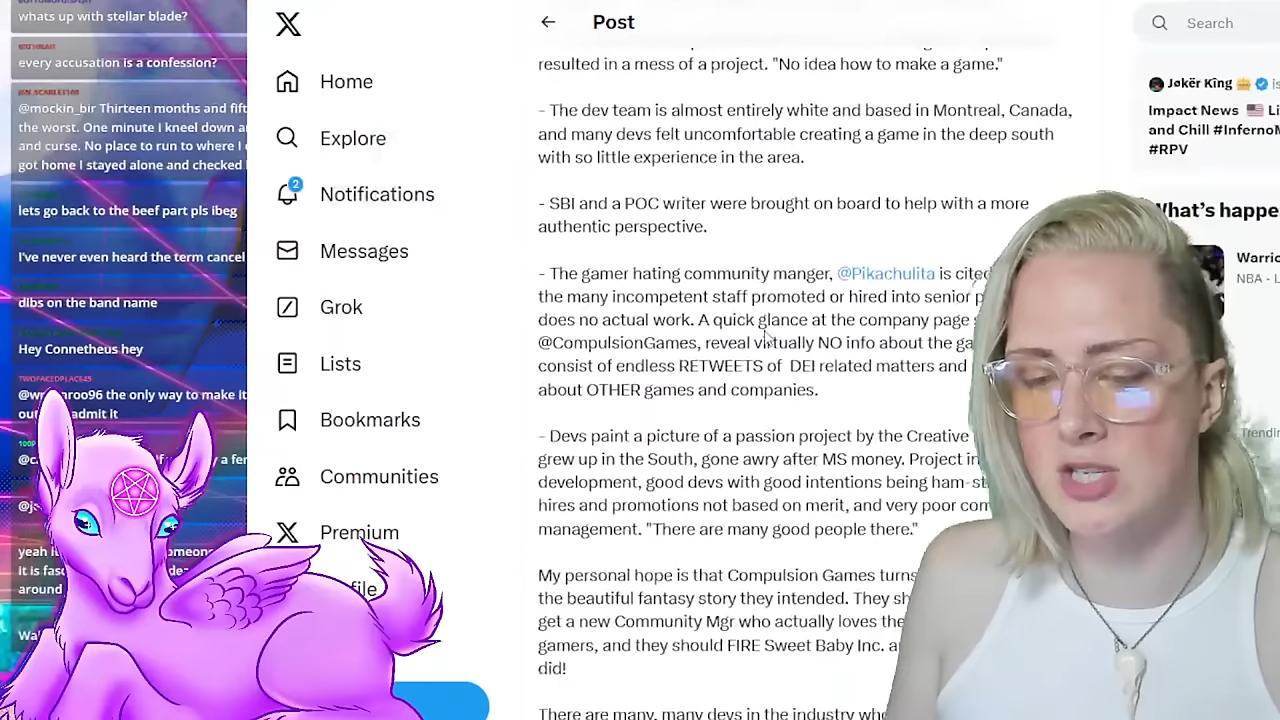 whats up with stellar blade?
every accusation is a confession?
@mockin_bir Thirteen months and fift
the worst. One minute I kneel down an
and curse. No place to run to where I
got home I stayed alone and checked
lets go back to the beef part pls ibeg
I've never even heard the term cancel
dibs on the band name
Hey Connetheus hey
TWOFACEDPLACE845
admit it
around
Home
Explore
2
Notifications
Messages
Grok
Lists
Bookmarks
Communities
Premium
file
Post
resulted in a mess of a project. "No idea how to make a game."
- The dev team is almost entirely white and based in Montreal, Canada,
and many devs felt uncomfortable creating a game in the deep south
with so little experience in the area.
- SBI and a POC writer were brought on board to help with a more
authentic perspective.
- The gamer hating community manger, @Pikachulita is cited
the many incompetent staff promoted or hired into senior p
does no actual work. A quick glance at the company page
@CompulsionGames, reveal virtually NO info about the ga
consist of endless RETWEETS of DEI related matters and
about OTHER games and companies.
- Devs paint a picture of a passion project by the Creative
grew up in the South, gone awry after MS money. Project in
development, good devs with good intentions being ham-st
hires and promotions not based on merit, and very poor com
management. "There are many good people there."
My personal hope is that Compulsion Games turns
the beautiful fantasy story they intended. They sh
get a new Community Mgr who actually loves the
gamers, and they should FIRE Sweet Baby Inc. a
did!
There are many, many devs in the industry who
Search
Jøkër Kîng is
Impact News Li
and Chill #InfernoM
#RPV
What's happe
Warrio
NBA - L
Trendin